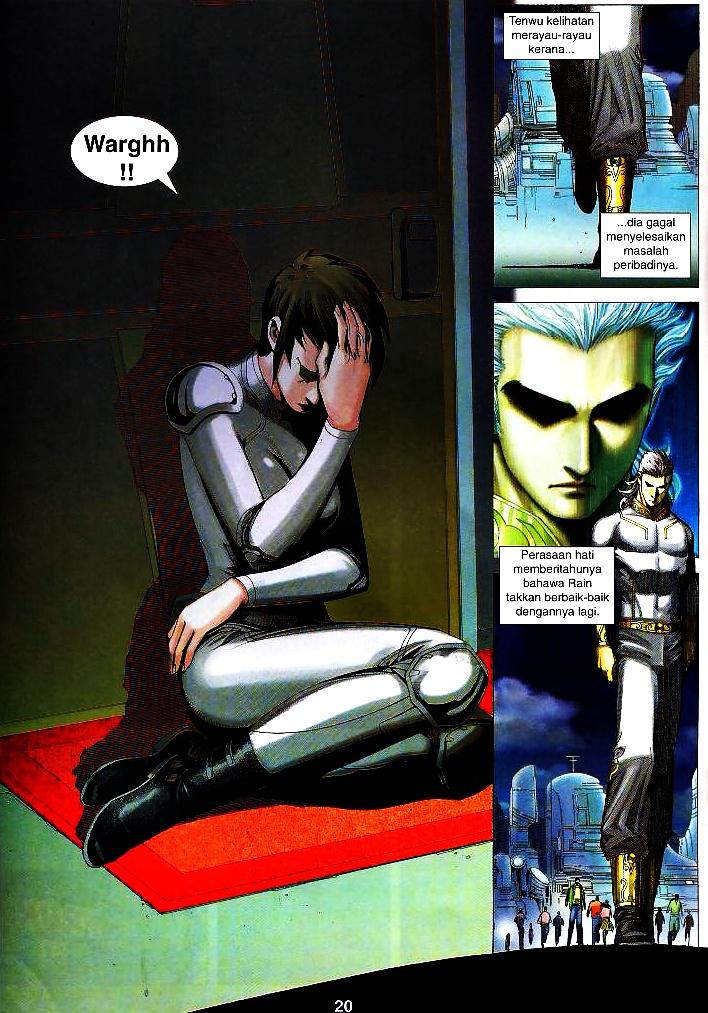 Warghh
!!
Tenwu kelihatan
merayau-rayau
kerana...
...dia gagal
menyelesaikan
masalah
peribadinya.
Perasaan hati
memberitahunya
bahawa Rain
takkan berbaik-baik
dengannya lagi.
20